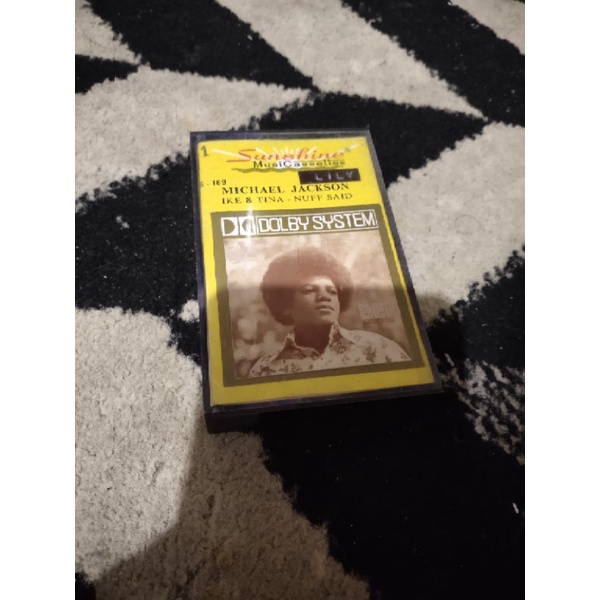 1
Sunshine
MusiCassettes
LILY
- 169
MICHAEL JACKSON
IKE & TINA - NUFF SAID
DOLBY SYSTEM